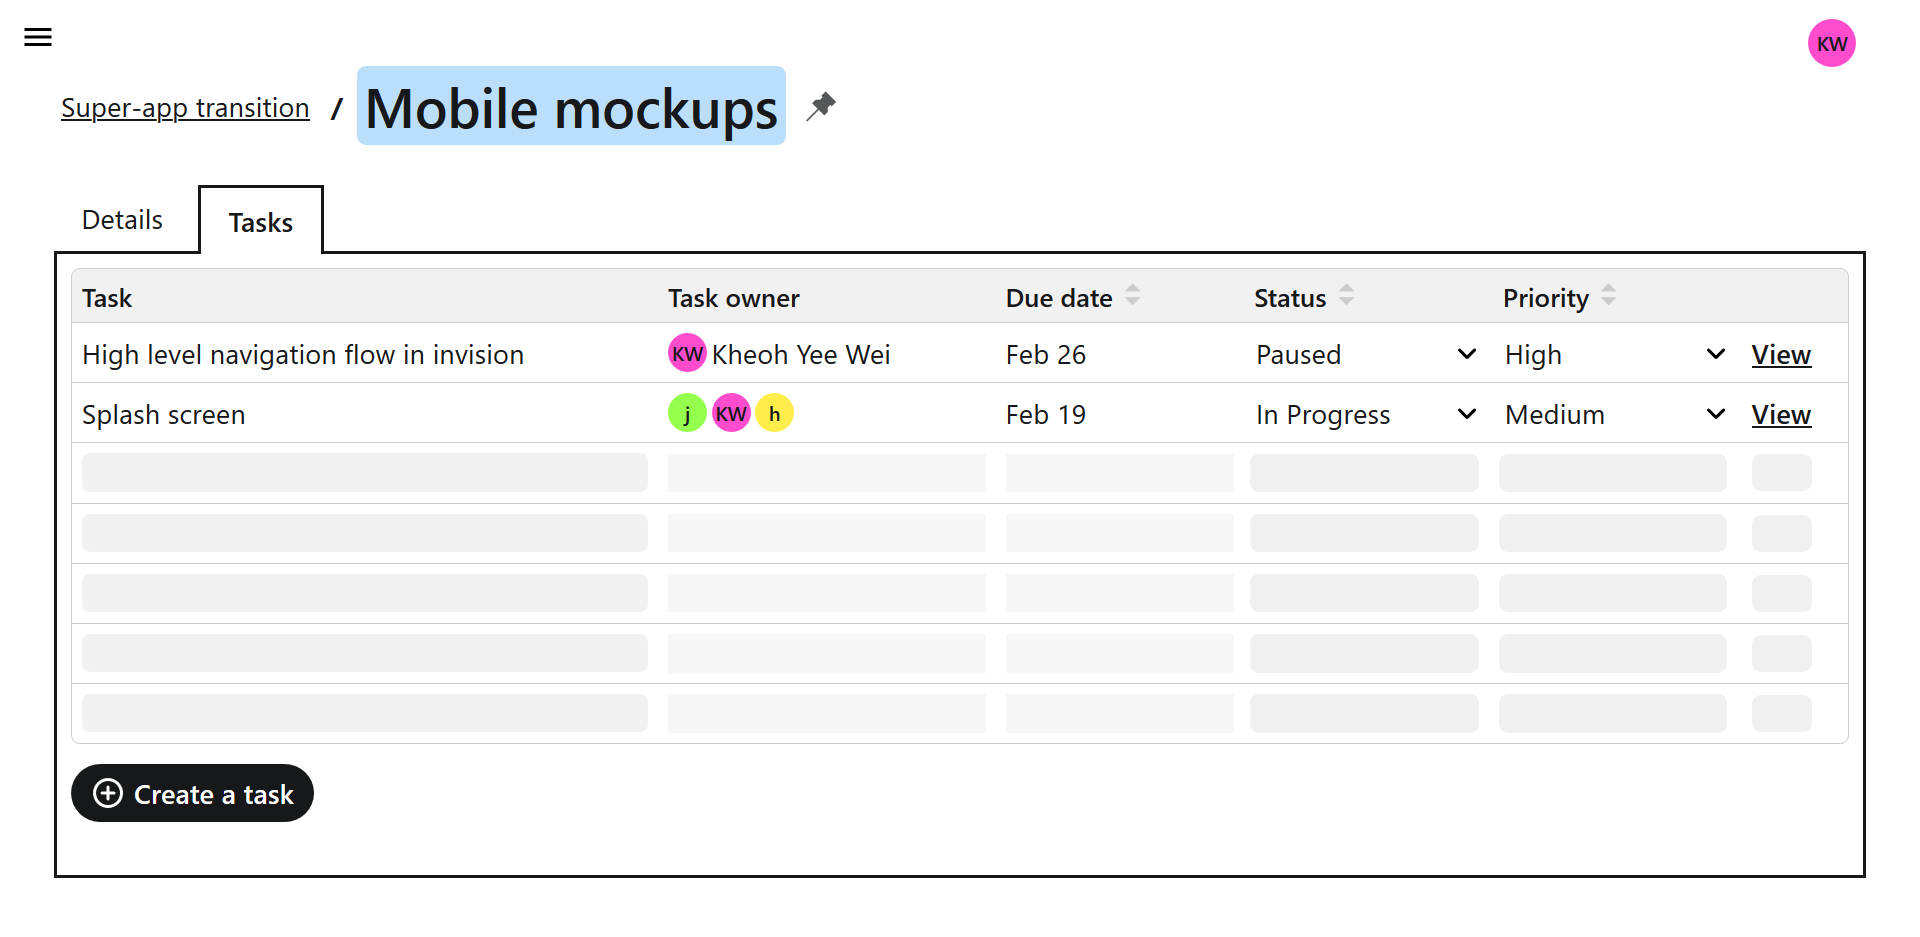 KW
Super-app transition / Mobile mockups
Details Tasks
Task Task owner Due date Status Priority
High level navigation flow in invision KW Kheoh Yee Wei Feb 26 Paused High View
Splash screen j KW h Feb 19 In Progress Medium View
Create a task